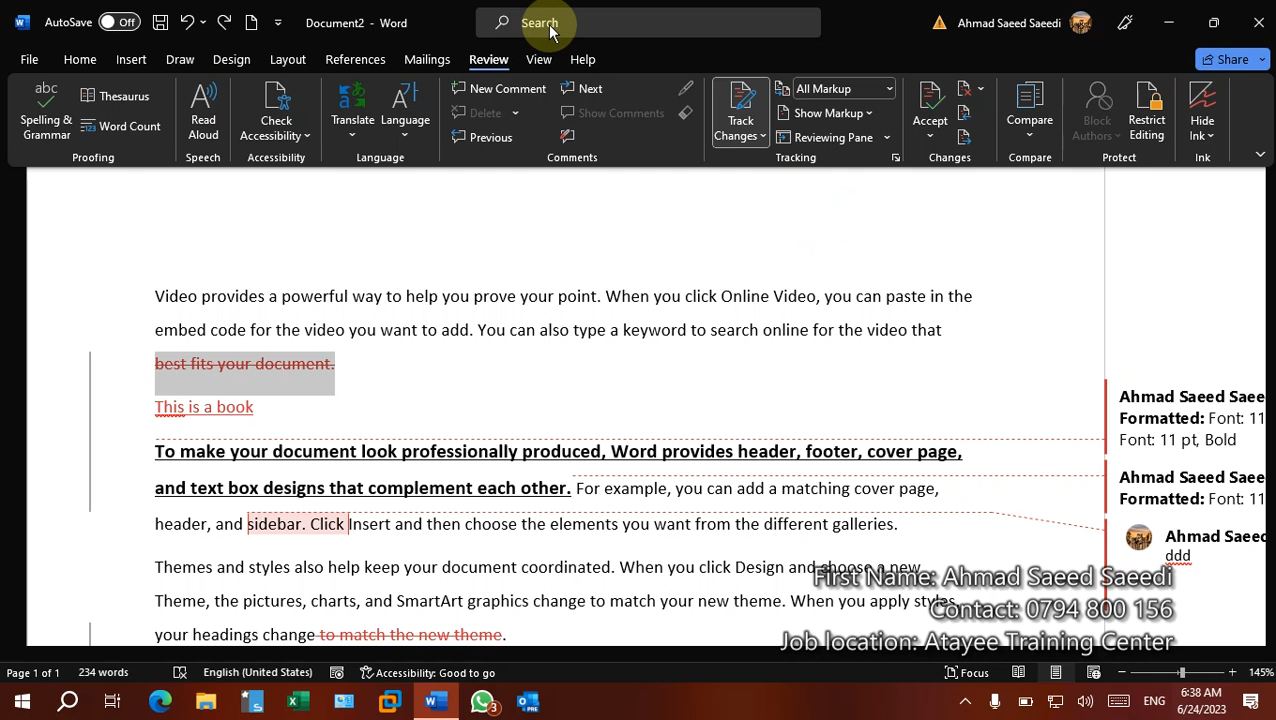 AutoSave Off Document2 - Word Search Ahmad Saeed Saeedi
File Home Insert Draw Design Layout References Mailings Review View Help Share
abc Spelling & Grammar
Thesaurus
Word Count
Proofing
Read Aloud
Speech
Check Accessibility
Accessibility
Translate
Language
Language
New Comment
Delete
Previous
Next
Show Comments
Comments
Track Changes
All Markup
Show Markup
Reviewing Pane
Tracking
Accept
Changes
Compare
Compare
Block Authors
Restrict Editing
Protect
Hide Ink
Ink
Video provides a powerful way to help you prove your point. When you click Online Video, you can paste in the
embed code for the video you want to add. You can also type a keyword to search online for the video that
best fits your document.
This is a book
To make your document look professionally produced, Word provides header, footer, cover page,
and text box designs that complement each other. For example, you can add a matching cover page,
header, and sidebar. Click Insert and then choose the elements you want from the different galleries.
Themes and styles also help keep your document coordinated. When you click Design and choose a new
Theme, the pictures, charts, and SmartArt graphics change to match your new theme. When you apply styles,
your headings change to match the new theme.
Ahmad Saeed Saee
Formatted: Font: 11
Font: 11 pt, Bold
Ahmad Saeed Saee
Formatted: Font: 11
Ahmad Saeed
ddd
First Name: Ahmad Saeed Saeedi
Contact: 0794 800 156
Job location: Atayee Training Center
Page 1 of 1 234 words English (United States) Accessibility: Good to go Focus 145%
3 PRE ENG 6:38 AM
6/24/2023